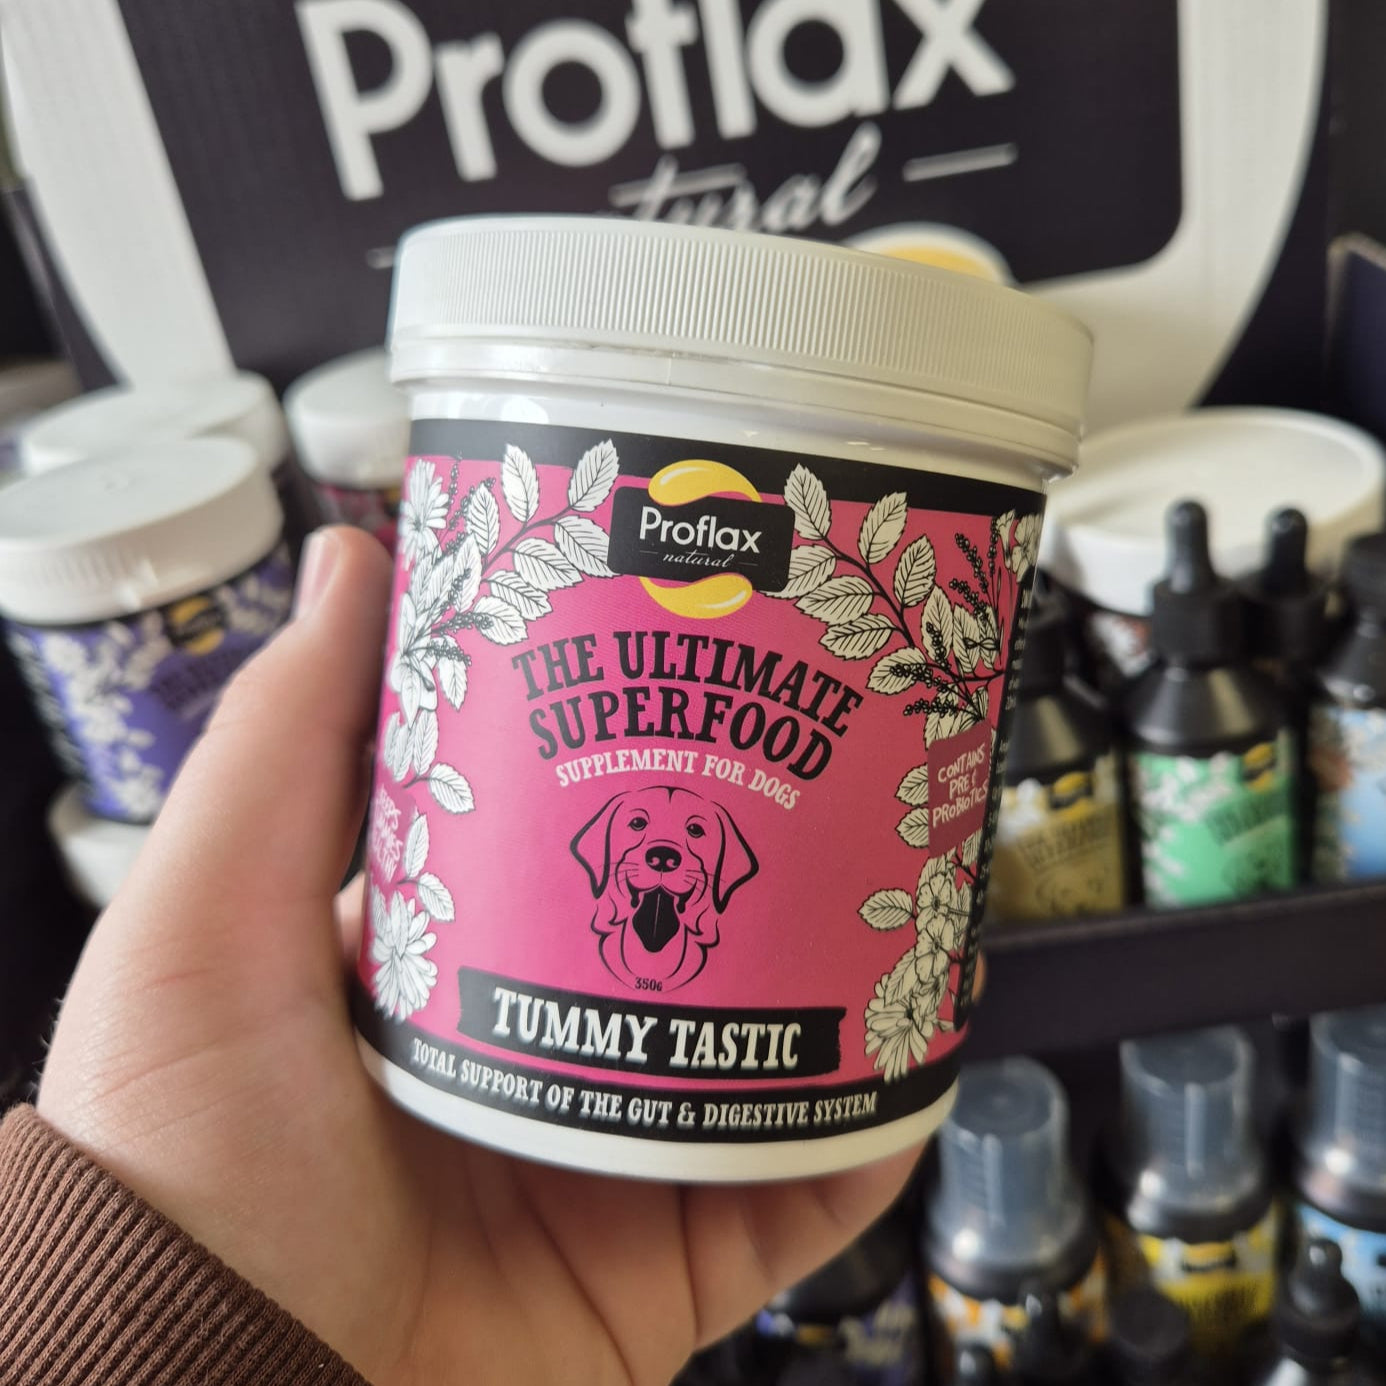 Proflax
natural
Proflax
natural
THE ULTIMATE
SUPERFOOD
SUPPLEMENT FOR DOGS
CONTAINS
PRE &
PROBIOTICS
350G
TUMMY TASTIC
TOTAL SUPPORT OF THE GUT & DIGESTIVE SYSTEM